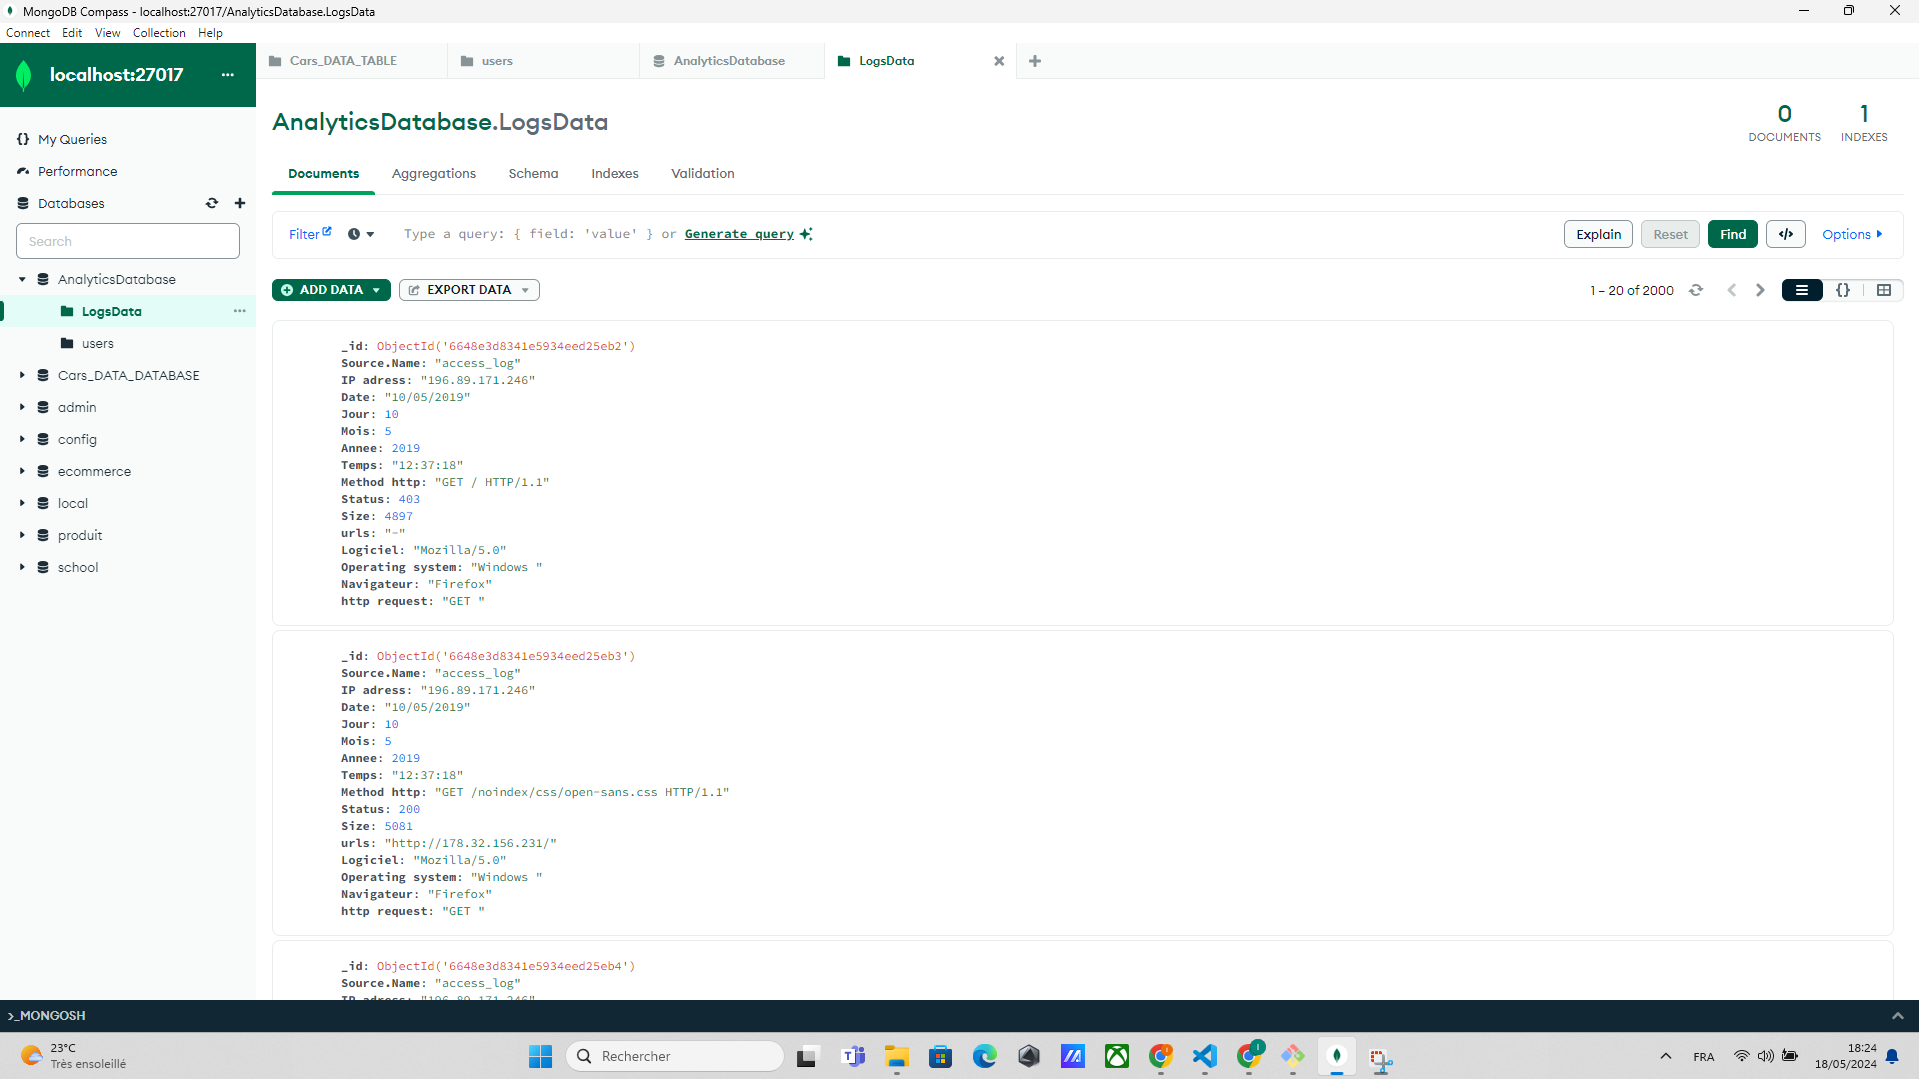 MongoDB Compass - localhost:27017/AnalyticsDatabase.LogsData
Connect Edit View Collection Help
localhost:27017 ...
Cars_DATA_TABLE
users
AnalyticsDatabase
LogsData
My Queries
Performance
Databases
Search
AnalyticsDatabase
LogsData
users
Cars_DATA_DATABASE
admin
config
ecommerce
local
produit
school
AnalyticsDatabase.LogsData
0
DOCUMENTS
1
INDEXES
Documents Aggregations Schema Indexes Validation
Filter Type a query: { field: 'value' } or Generate query Explain Reset Find </> Options
ADD DATA EXPORT DATA 1 – 20 of 2000 {}
_id: ObjectId('6648e3d8341e5934eed25eb2')
Source.Name: "access_log"
IP adress: "196.89.171.246"
Date: "10/05/2019"
Jour: 10
Mois: 5
Annee: 2019
Temps: "12:37:18"
Method http: "GET / HTTP/1.1"
Status: 403
Size: 4897
urls: "-"
Logiciel: "Mozilla/5.0"
Operating system: "Windows "
Navigateur: "Firefox"
http request: "GET "
_id: ObjectId('6648e3d8341e5934eed25eb3')
Source.Name: "access_log"
IP adress: "196.89.171.246"
Date: "10/05/2019"
Jour: 10
Mois: 5
Annee: 2019
Temps: "12:37:18"
Method http: "GET /noindex/css/open-sans.css HTTP/1.1"
Status: 200
Size: 5081
urls: "http://178.32.156.231/"
Logiciel: "Mozilla/5.0"
Operating system: "Windows "
Navigateur: "Firefox"
http request: "GET "
_id: ObjectId('6648e3d8341e5934eed25eb4')
Source.Name: "access_log"
IP adress: "196.89.171.246"
>_MONGOSH
23°C
Très ensoleillé
Rechercher
FRA
18:24
18/05/2024